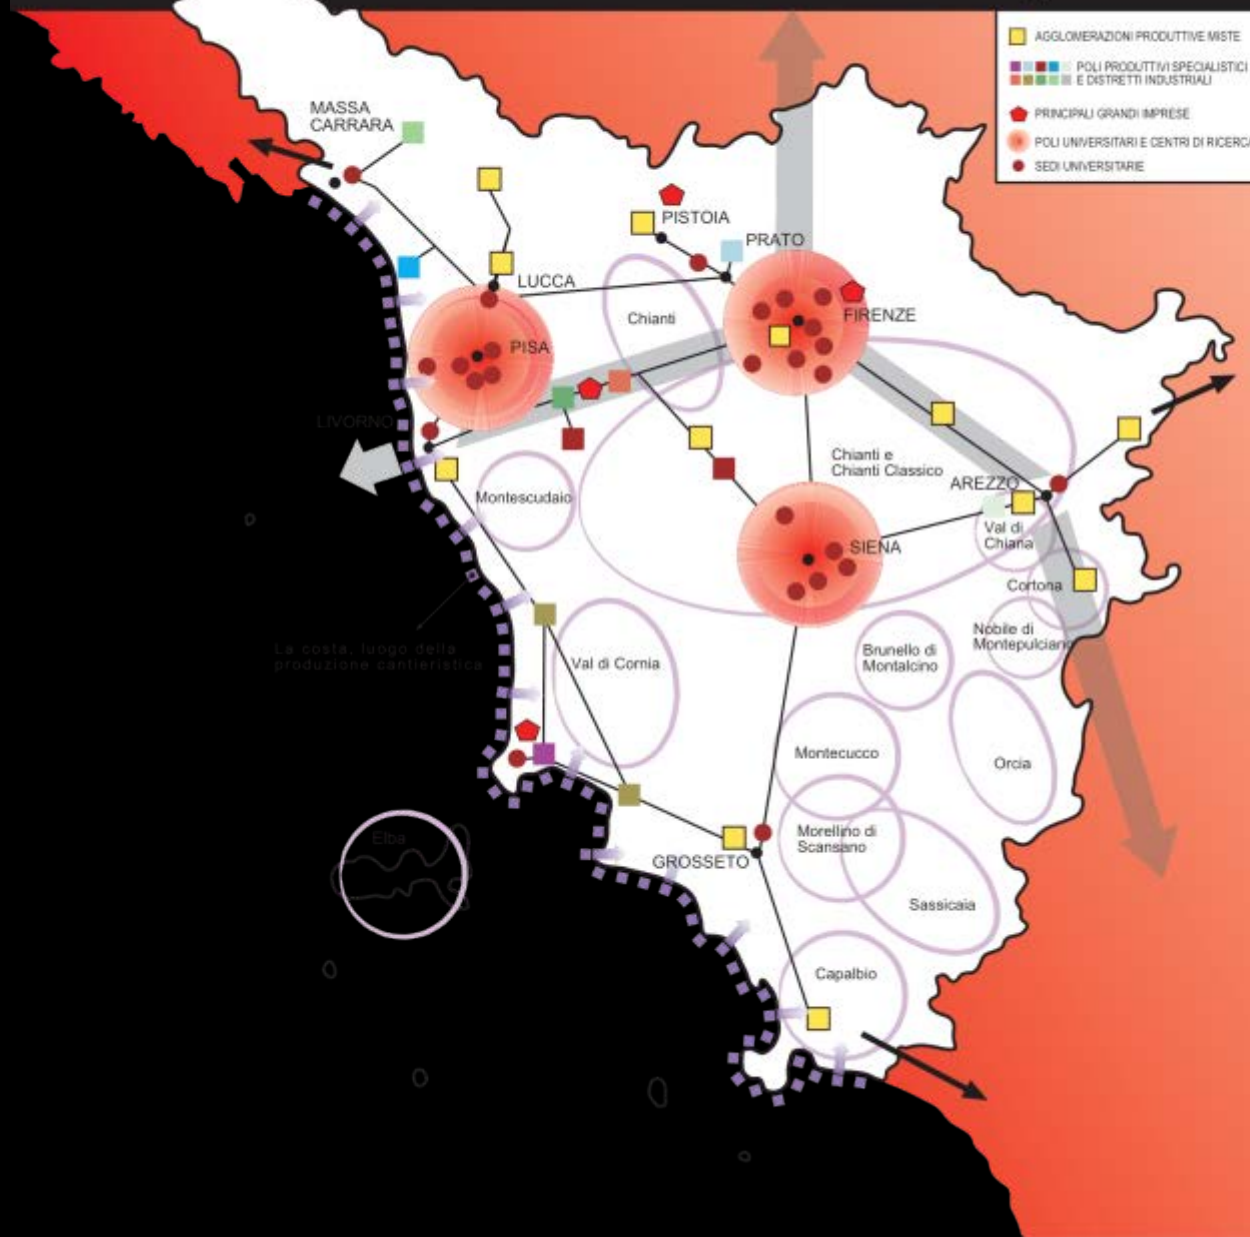 AGGLOMERAZIONI PRODUTTIVE MISTE
POLI PRODUTTIVI SPECIALISTICI
E DISTRETTI INDUSTRIALI
PRINCIPALI GRANDI IMPRESE
POLI UNIVERSITARI E CENTRI DI RICERCA
SEDI UNIVERSITARIE
MASSA
CARRARA
PISTOIA
PRATO
LUCCA
FIRENZE
Chianti
PISA
LIVORNO
Chianti e
Chianti Classico
AREZZO
Montescudaio
Val di
Chiana
SIENA
Cortona
La costa, luogo della
produzione cantieristica
Val di Cornia
Brunello di
Montalcino
Nobile di
Montepulciano
Montecucco
Orcia
Elba
GROSSETO
Morellino di
Scansano
Sassicaia
Capalbio